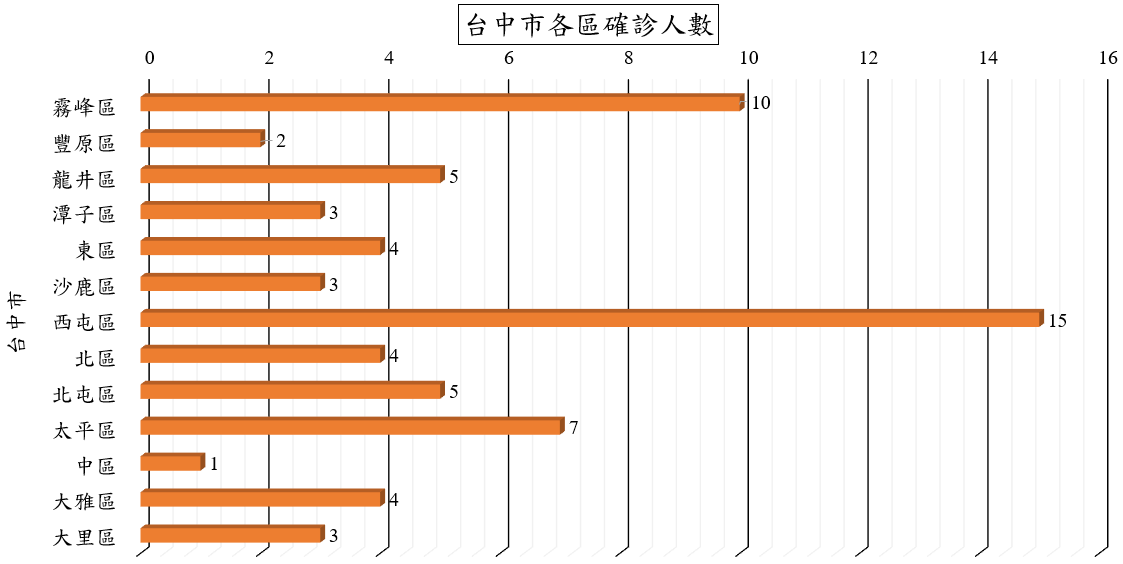 台中市各區確診人數
0 2 4 6 8 10 12 14 16
霧峰區 10
豐原區 2
龍井區 5
潭子區 3
東區 4
沙鹿區 3
西屯區 15
北區 4
北屯區 5
太平區 7
中區 1
大雅區 4
大里區 3
台中市